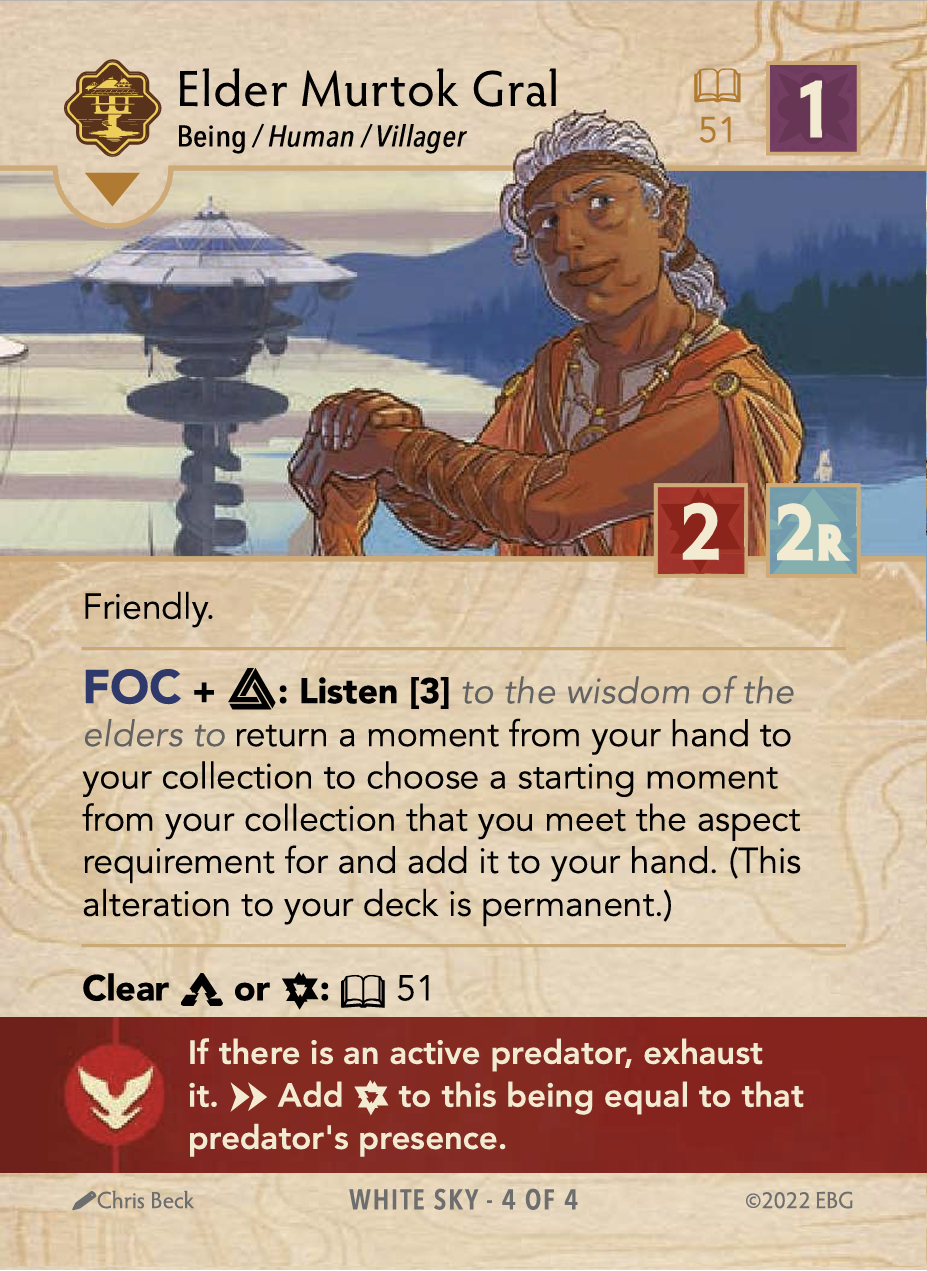 Elder Murtok Gral
Being / Human / Villager
51
1
2
2R
Friendly.
FOC + : Listen [3] to the wisdom of the
elders to return a moment from your hand to
your collection to choose a starting moment
from your collection that you meet the aspect
requirement for and add it to your hand. (This
alteration to your deck is permanent.)
Clear or : 51
If there is an active predator, exhaust
it. Add to this being equal to that
predator's presence.
Chris Beck
WHITE SKY - 4 OF 4
©2022 EBG